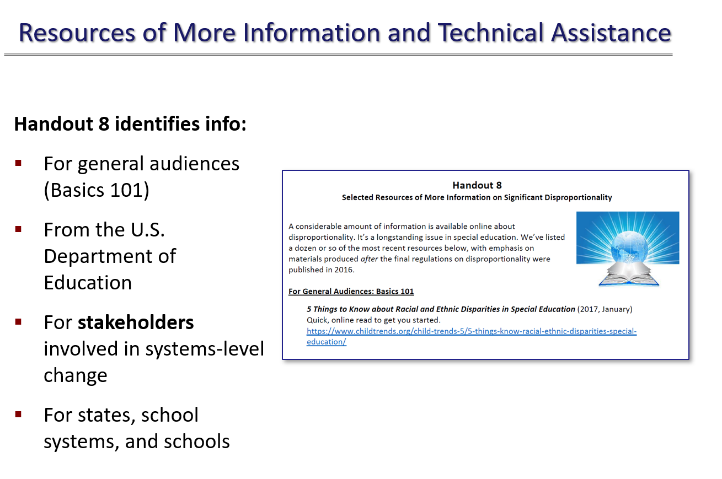 Resources of More Information and Technical Assistance
Handout 8 identifies info:
▪ For general audiences
(Basics 101)
▪ From the U.S.
Department of
Education
▪ For stakeholders
involved in systems-level
change
▪ For states, school
systems, and schools
Handout 8
Selected Resources of More Information on Significant Disproportionality
A considerable amount of information is available online about
disproportionality. It's a longstanding issue in special education. We've listed
a dozen or so of the most recent resources below, with emphasis on
materials produced after the final regulations on disproportionality were
published in 2016.
For General Audiences: Basics 101
5 Things to Know about Racial and Ethnic Disparities in Special Education (2017, January)
Quick, online read to get you started.
https://www.childtrends.org/child-trends-5/5-things-know-racial-ethnic-disparities-special-
education/